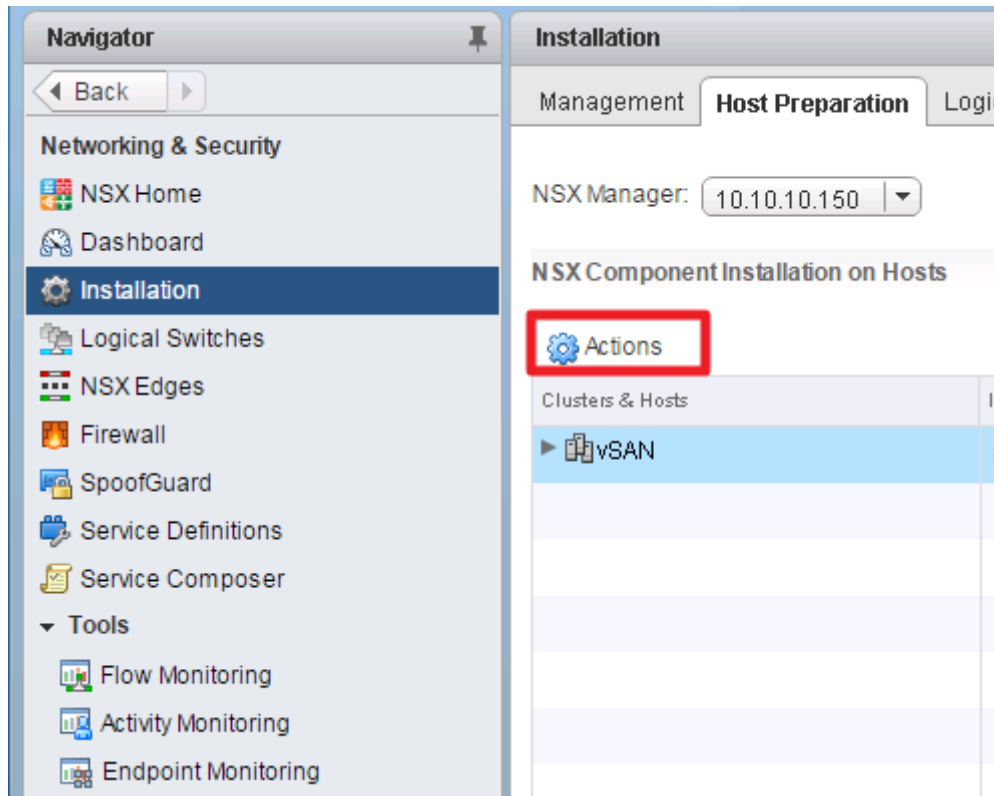 Navigator
Back
Networking & Security
NSX Home
Dashboard
Installation
Logical Switches
NSX Edges
Firewall
SpoofGuard
Service Definitions
Service Composer
Tools
Flow Monitoring
Activity Monitoring
Endpoint Monitoring
Installation
Management
Host Preparation
NSX Manager:
10.10.10.150
NSX Component Installation on Hosts
Actions
Clusters & Hosts
vSAN